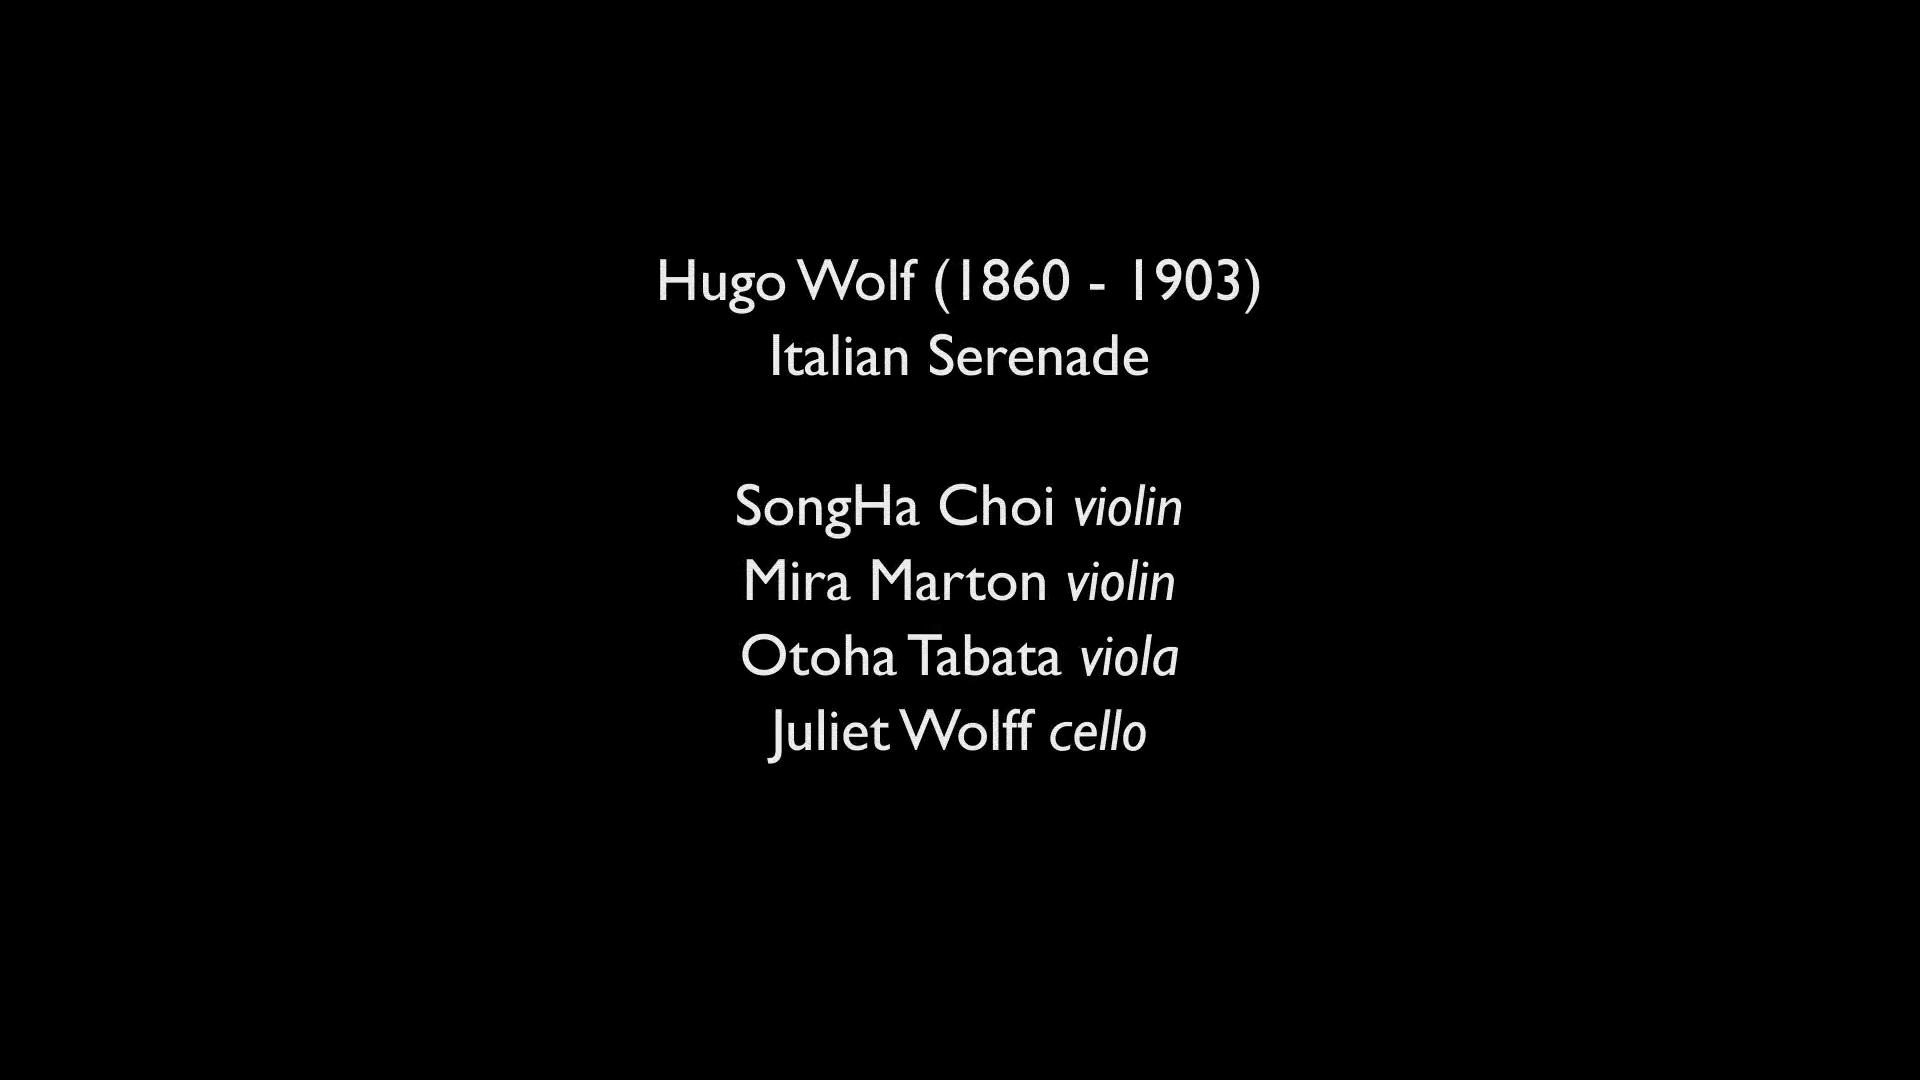 Hugo Wolf (1860 - 1903)
Italian Serenade
SongHa Choi violin
Mira Marton violin
Otoha Tabata viola
Juliet Wolff cello